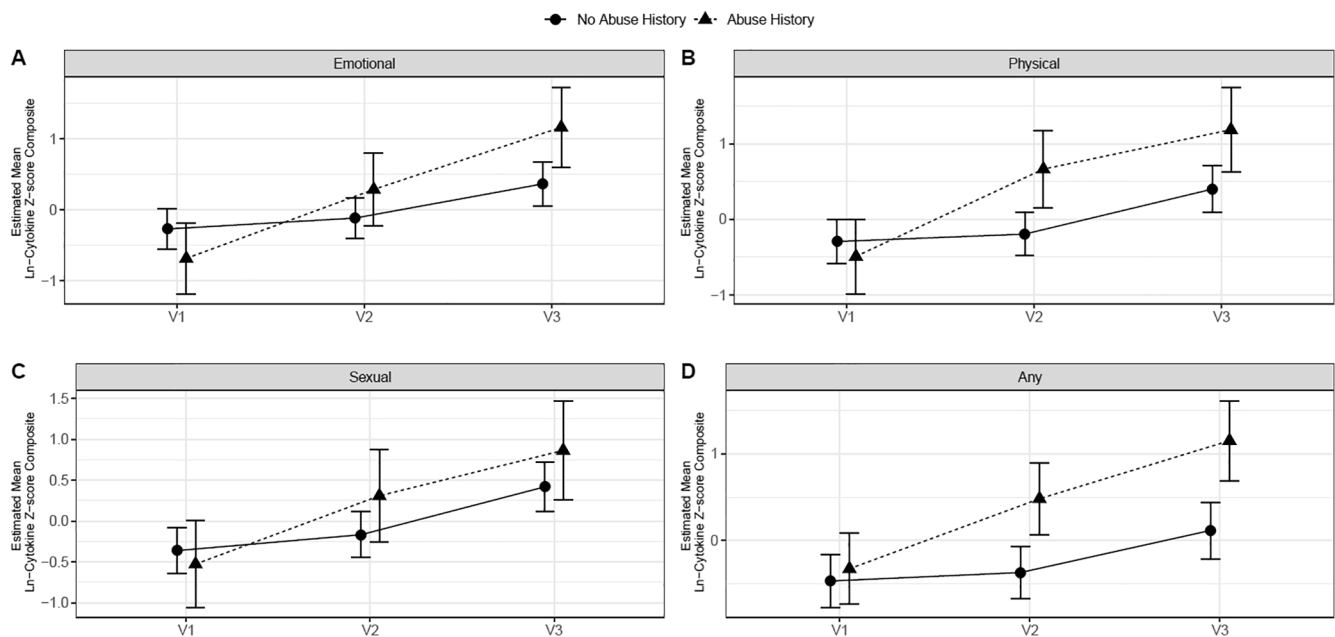 No Abuse History Abuse History
A
Emotional
Estimated Mean
Ln−Cytokine Z−score Composite
1
0
−1
V1 V2 V3
B
Physical
Estimated Mean
Ln−Cytokine Z−score Composite
1
0
−1
V1 V2 V3
C
Sexual
Estimated Mean
Ln−Cytokine Z−score Composite
1.5
1.0
0.5
0.0
−0.5
−1.0
V1 V2 V3
D
Any
Estimated Mean
Ln−Cytokine Z−score Composite
1
0
V1 V2 V3